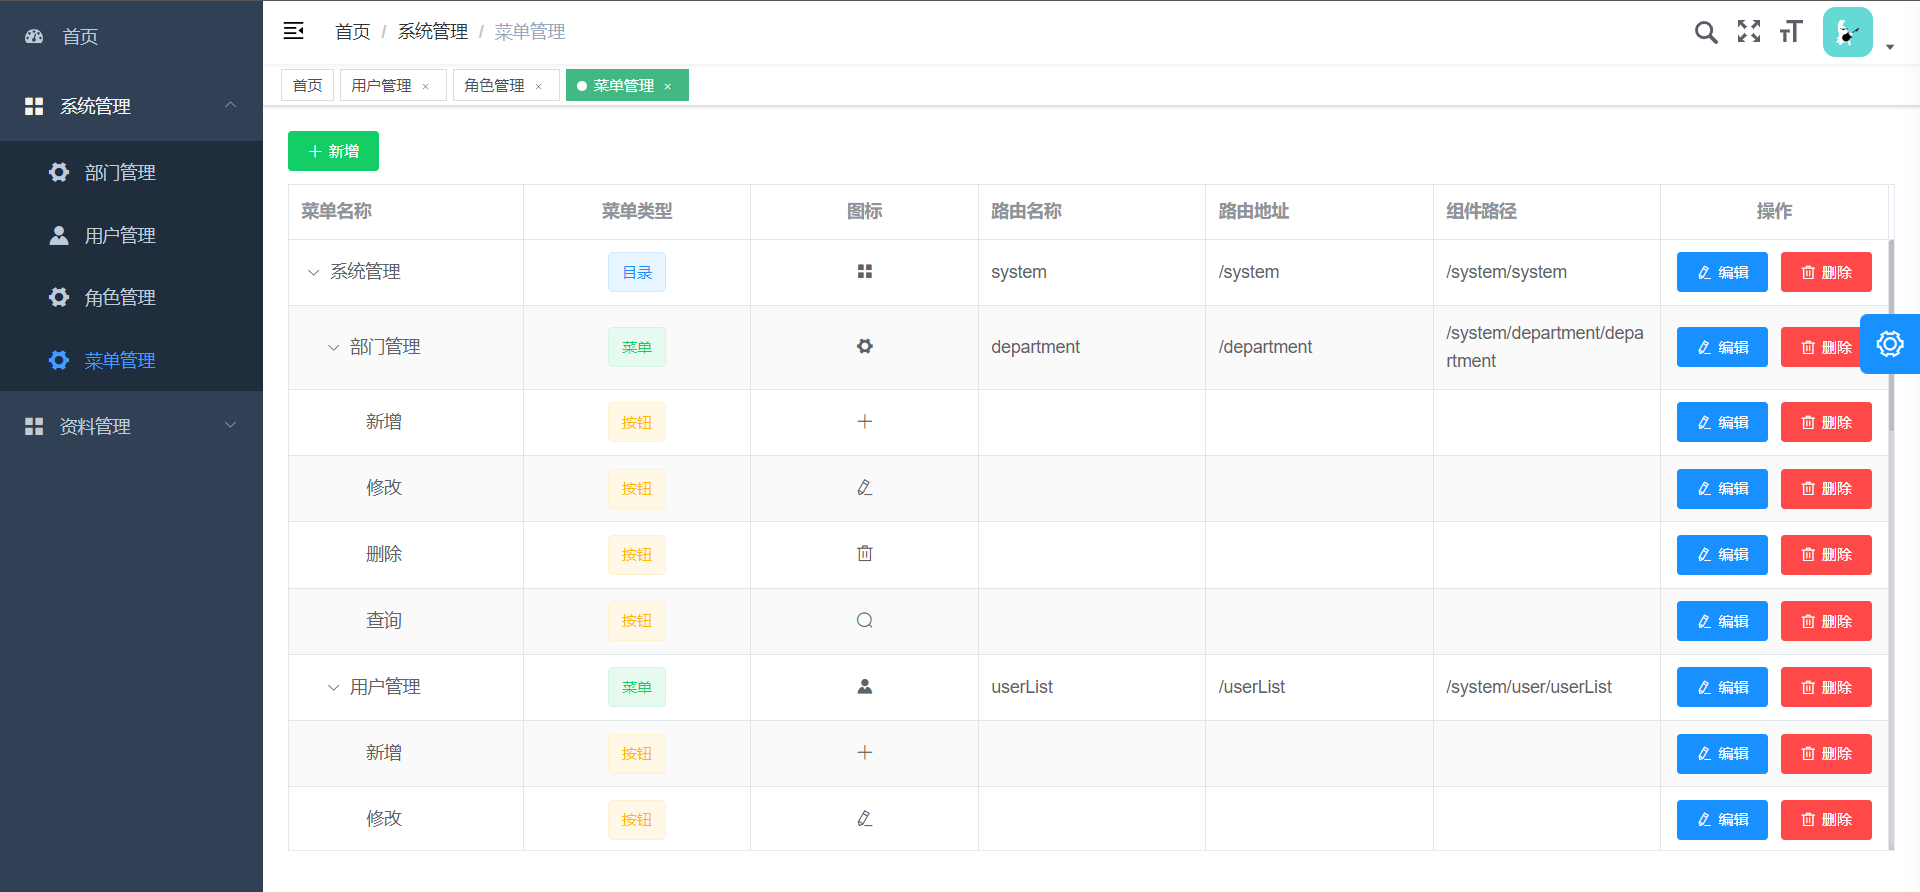 首页
系统管理
部门管理
用户管理
角色管理
菜单管理
资料管理
首页 / 系统管理 / 菜单管理
首页 用户管理 × 角色管理 × 菜单管理 ×
新增
菜单名称 菜单类型 图标 路由名称 路由地址 组件路径 操作
系统管理 目录 system /system /system/system 编辑 删除
部门管理 菜单 department /department /system/department/depa
rtment 编辑 删除
新增 按钮 编辑 删除
修改 按钮 编辑 删除
删除 按钮 编辑 删除
查询 按钮 编辑 删除
用户管理 菜单 userList /userList /system/user/userList 编辑 删除
新增 按钮 编辑 删除
修改 按钮 编辑 删除